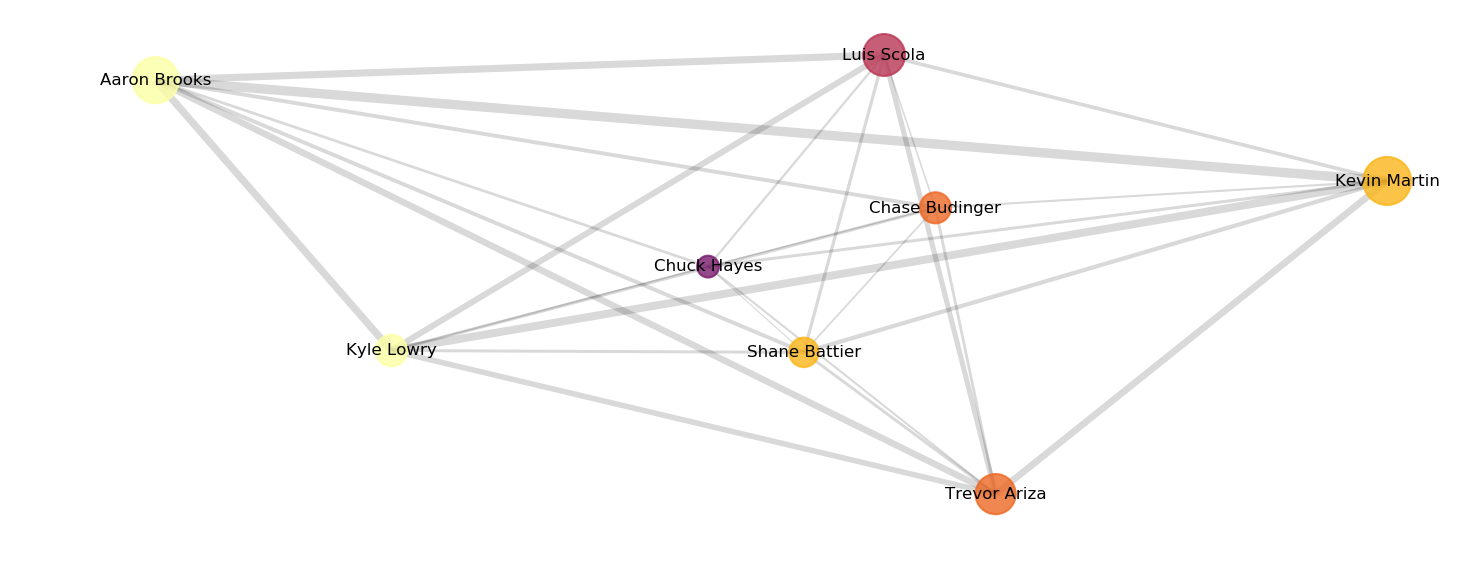 Luis Scola
Aaron Brooks
Kevin Martin
Chase Budinger
Chuck Hayes
Kyle Lowry
Shane Battier
Trevor Ariza